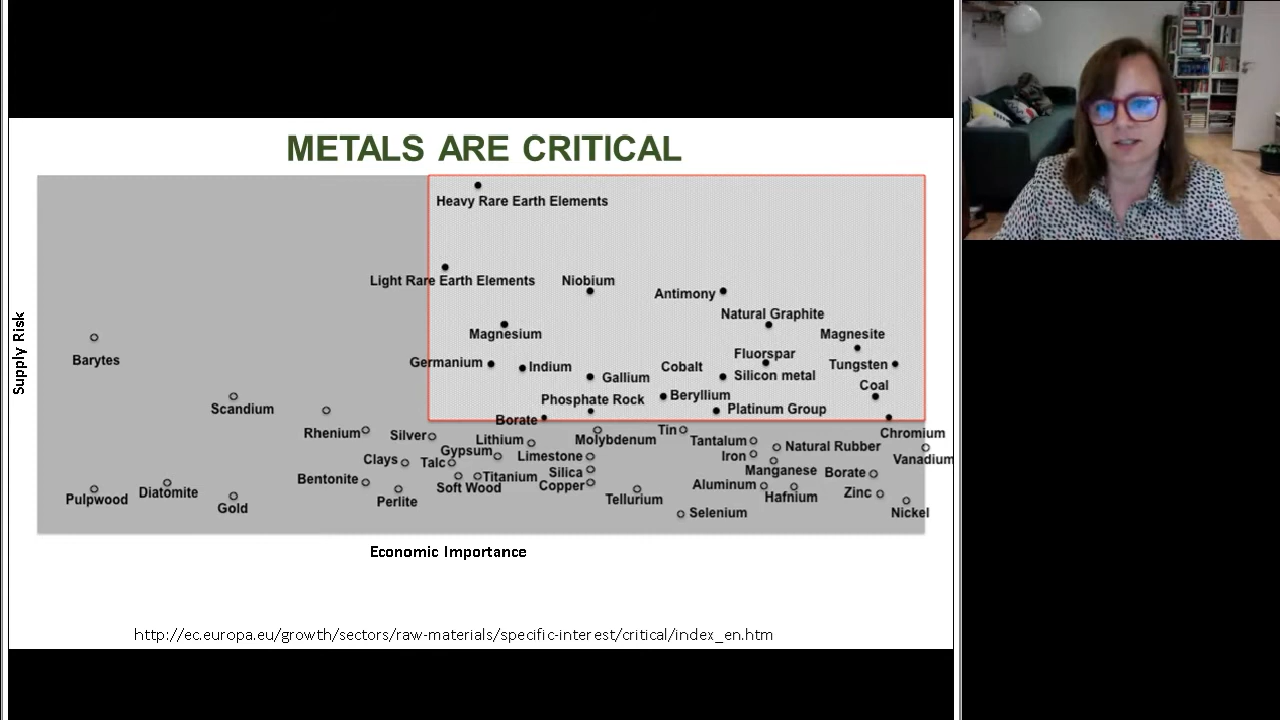 METALS ARE CRITICAL
Supply Risk
Heavy Rare Earth Elements
Light Rare Earth Elements
Niobium
Antimony
Natural Graphite
Magnesium
Magnesite
Barytes
Germanium
Indium
Cobalt
Fluorspar
Tungsten
Gallium
Silicon metal
Coal
Phosphate Rock
Beryllium
Scandium
Platinum Group
Borate
Rhenium
Silver
Lithium
Molybdenum
Tin
Tantalum
Natural Rubber
Chromium
Clays
Talc
Gypsum
Limestone
Iron
Vanadium
Bentonite
Soft Wood
Titanium
Silica
Copper
Manganese
Borate
Aluminum
Pulpwood
Diatomite
Gold
Perlite
Tellurium
Hafnium
Zinc
Selenium
Nickel
Economic Importance
http://ec.europa.eu/growth/sectors/raw-materials/specific-interest/critical/index_en.htm